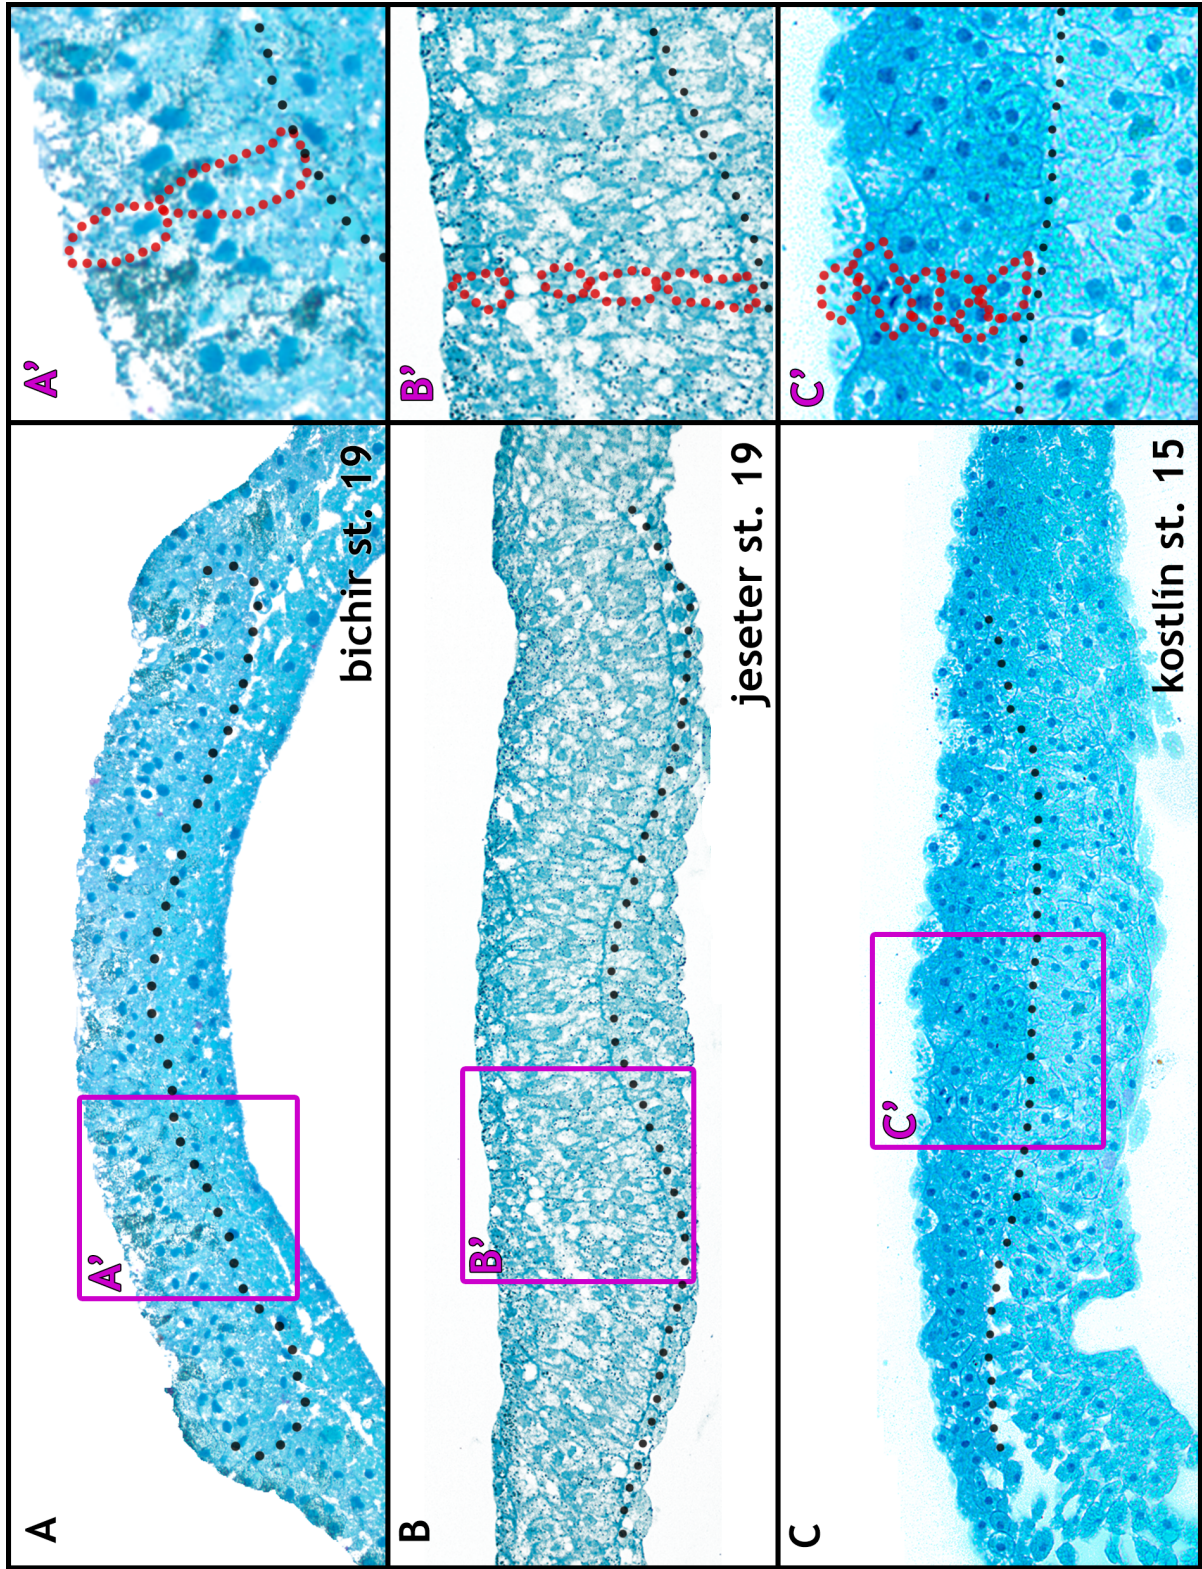 A
A'
bichir st. 19
A'
B
B'
jeseter st. 19
B'
C
C'
kostlín st. 15
C'